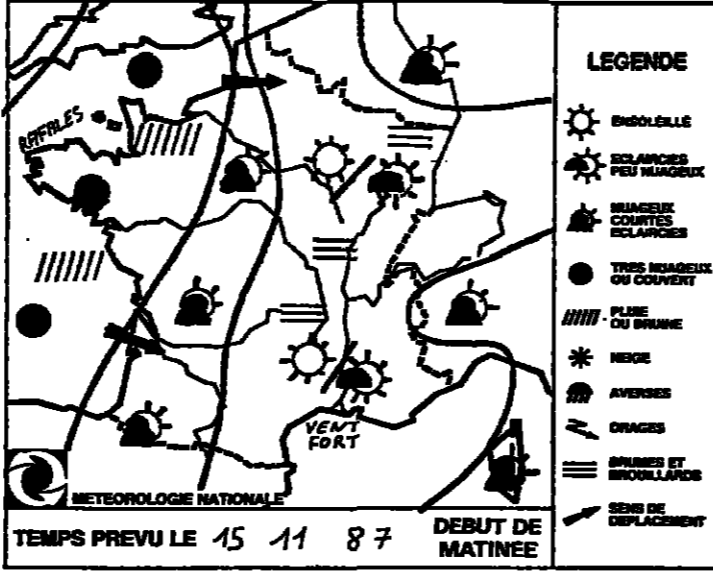 RAFALES
VENT
FORT
METEOROLOGIE NATIONALE
TEMPS PREVU LE 15 11 87 DEBUT DE
MATINEE
LEGENDE
ENSOLEILLE
ECLAIRCIES
PEU NUAGEUX
NUAGEUX
COURTES
ECLAIRCIES
TRES NUAGEUX
OU COUVERT
PLUIE
OU BRUINE
NEIGE
AVERSES
ORAGES
BRUMES ET
BROUILLARDS
SENS DE
DEPLACEMENT